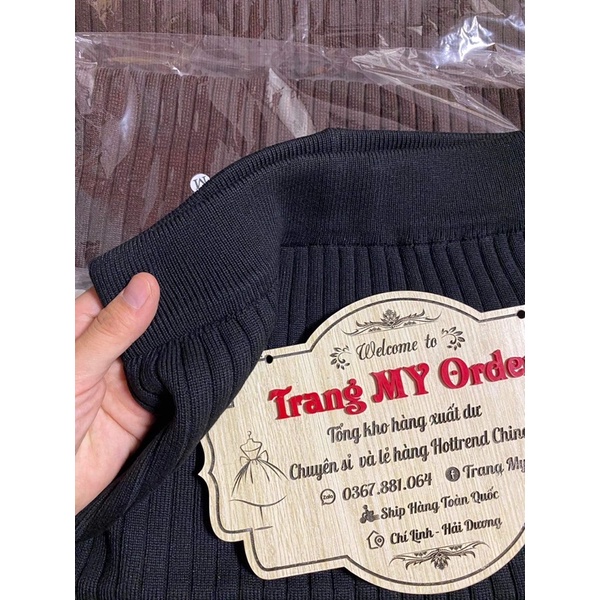 Welcome to
Trang MY Order
Tổng kho hàng xuất dư
Chuyên sỉ và lẻ hàng Hottrend China
Zalo 0367.881.064 f Trang My
Ship Hàng Toàn Quốc
Chí Linh - Hải Dương